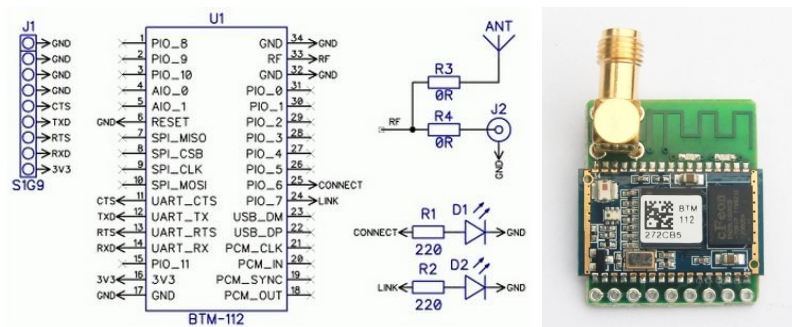 J1
GND
GND
GND
GND
CTS
TXD
RTS
RXD
3V3
S1G9
U1
1 PIO_8 GND 34 GND
2 PIO_9 RF 33 RF
3 PIO_10 GND 32 GND
4 AIO_0 PIO_0 31
5 AIO_1 PIO_1 30
GND 6 RESET PIO_2 29
7 SPI_MISO PIO_3 28
8 SPI_CSB PIO_4 27
9 SPI_CLK PIO_5 26
10 SPI_MOSI PIO_6 25 CONNECT
CTS 11 UART_CTS PIO_7 24 LINK
TXD 12 UART_TX USB_DM 23
RTS 13 UART_RTS USB_DP 22
RXD 14 UART_RX PCM_CLK 21
15 PIO_11 PCM_IN 20
3V3 16 3V3 PCM_SYNC 19
GND 17 GND PCM_OUT 18
BTM-112
ANT
R3
0R
RF
R4
0R
J2
GND
R1
D1
CONNECT
GND
220
R2
D2
LINK
GND
220
BTM
112
272CB5
cFeon